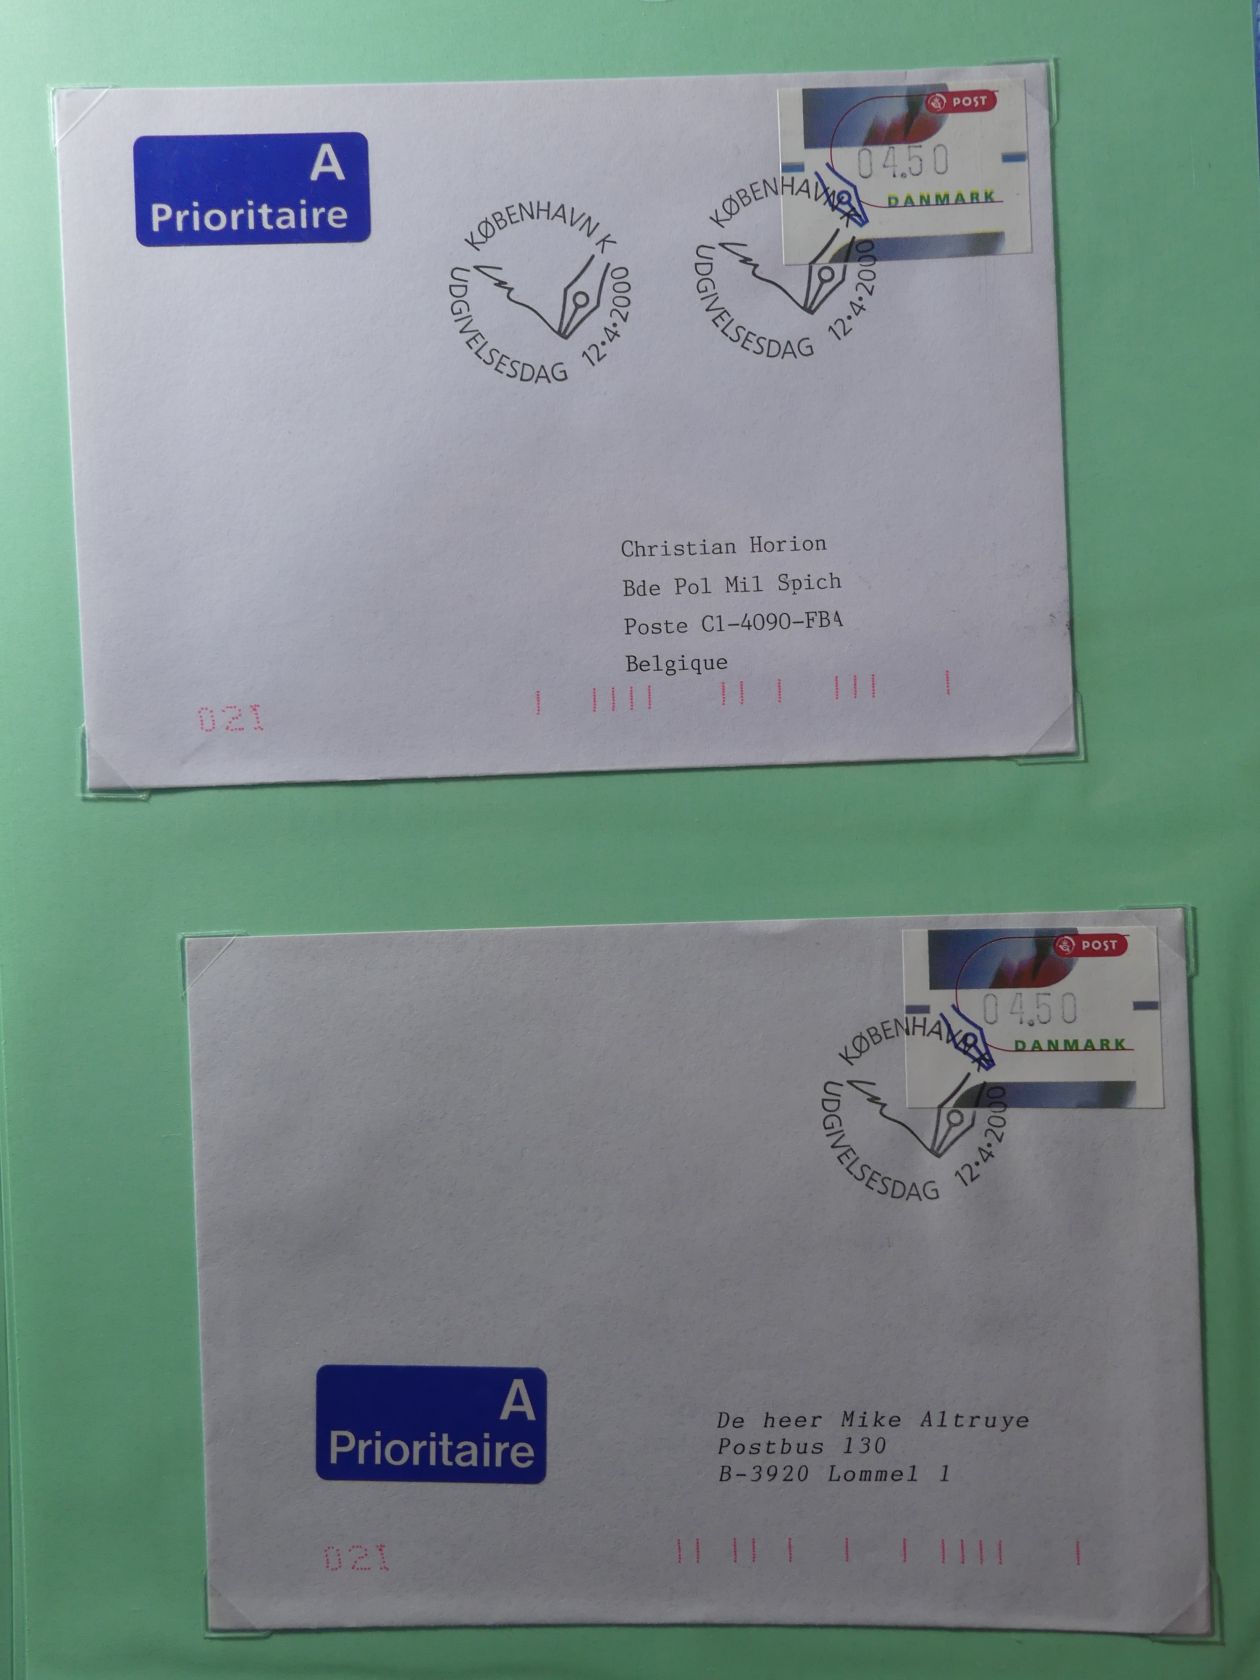 A
Prioritaire
KØBENHAVN K
UDGIVELSESDAG 12·4·2000
KØBENHAVN K
UDGIVELSESDAG 12·4·2000
POST
04.50
DANMARK
Christian Horion
Bde Pol Mil Spich
Poste C1-4090-FBA
Belgique
021
POST
04.50
DANMARK
KØBENHAVN K
UDGIVELSESDAG 12·4·2000
A
Prioritaire
De heer Mike Altruye
Postbus 130
B-3920 Lommel 1
021